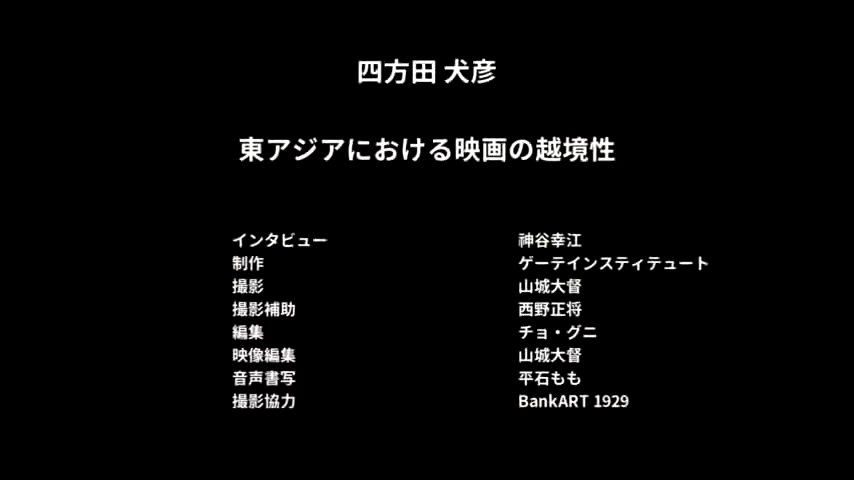 四方田 犬彦
東アジアにおける映画の越境性
インタビュー 神谷幸江
制作 ゲーテインスティテュート
撮影 山城大督
撮影補助 西野正将
編集 チョ・グニ
映像編集 山城大督
音声書写 平石もも
撮影協力 BankART 1929